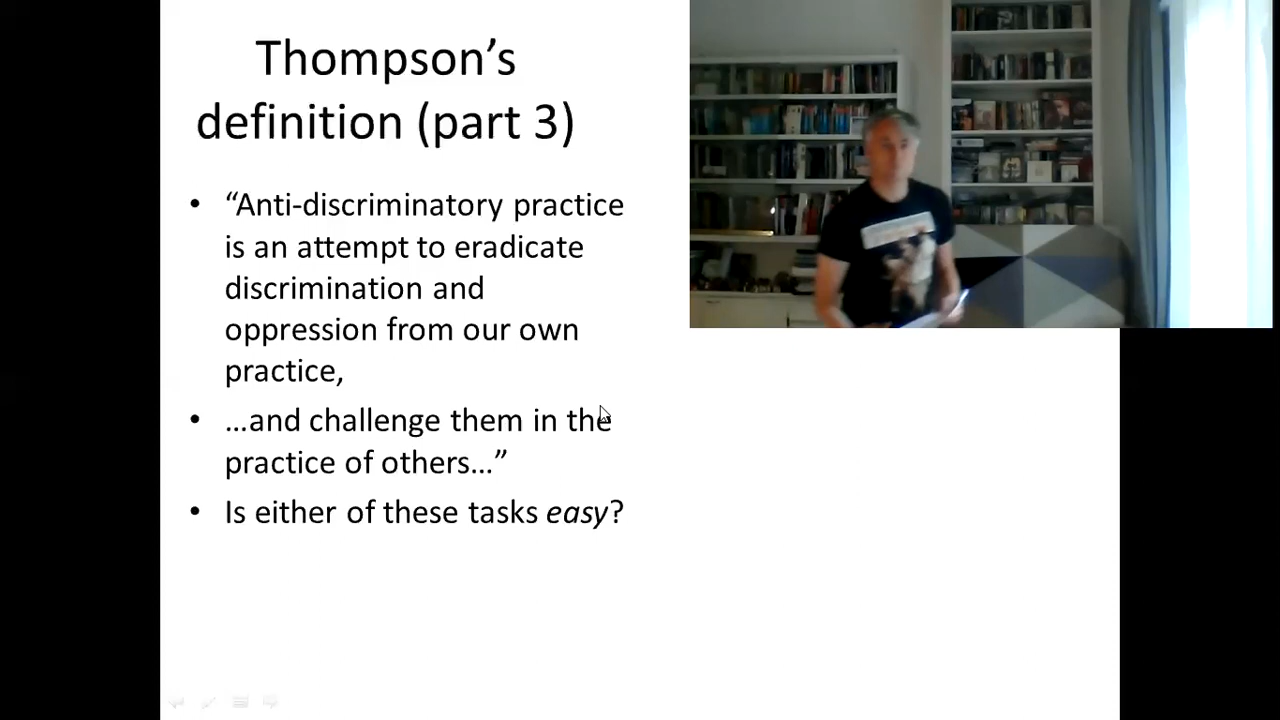 Thompson’s
definition (part 3)
• “Anti-discriminatory practice
is an attempt to eradicate
discrimination and
oppression from our own
practice,
• …and challenge them in the
practice of others…”
• Is either of these tasks easy?